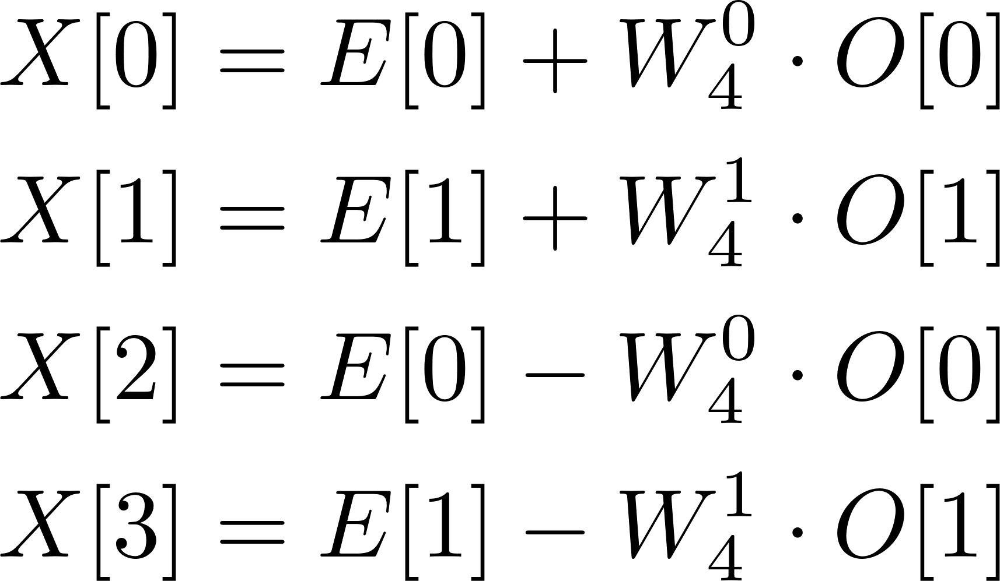 X[0] = E[0] + W_4^0 · O[0]
X[1] = E[1] + W_4^1 · O[1]
X[2] = E[0] − W_4^0 · O[0]
X[3] = E[1] − W_4^1 · O[1]